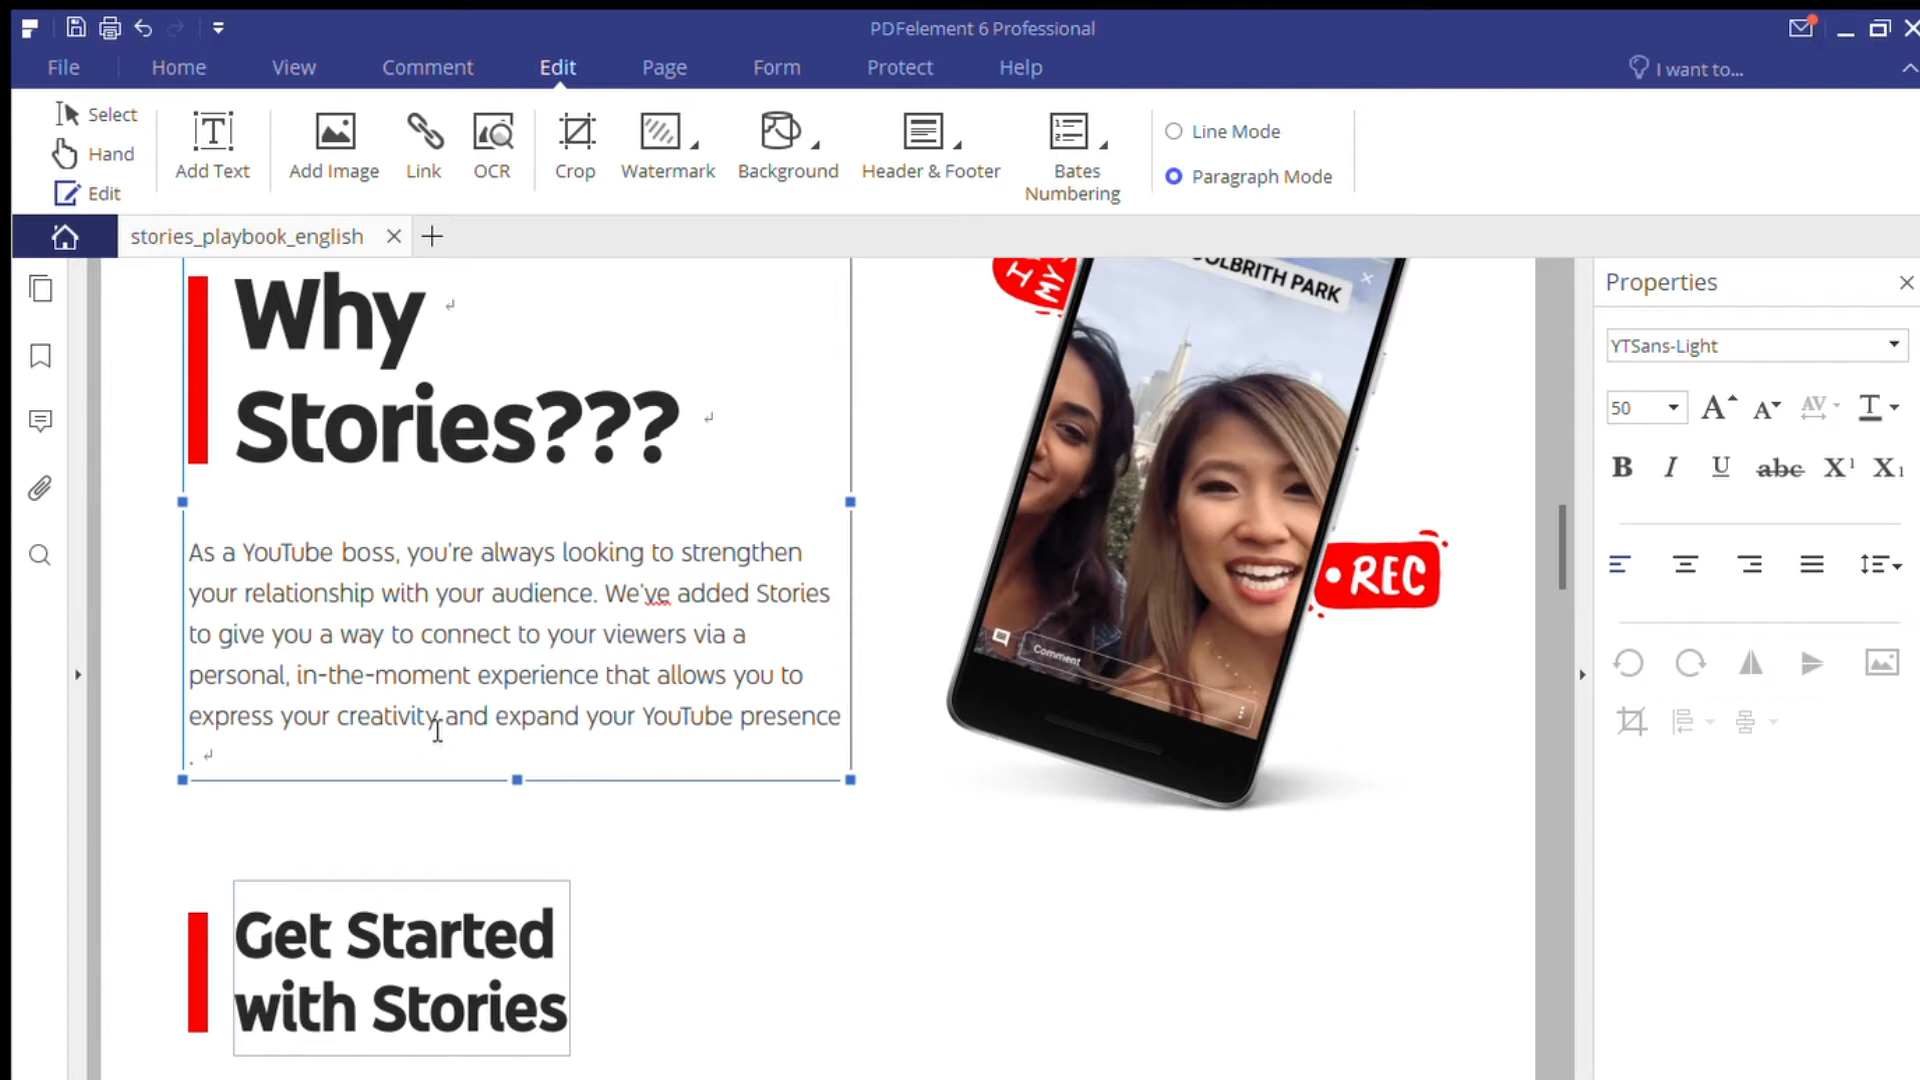 PDFelement 6 Professional
File Home View Comment Edit Page Form Protect Help I want to...
Select
Hand
Edit
Add Text
Add Image
Link
OCR
Crop
Watermark
Background
Header & Footer
Bates
Numbering
Line Mode
Paragraph Mode
stories_playbook_english
Why
Stories???
As a YouTube boss, you're always looking to strengthen
your relationship with your audience. We've added Stories
to give you a way to connect to your viewers via a
personal, in-the-moment experience that allows you to
express your creativity and expand your YouTube presence
.
Get Started
with Stories
PARK
Comment
REC
Properties
YTSans-Light
50
A A AV T
B I U abc X¹ X₁